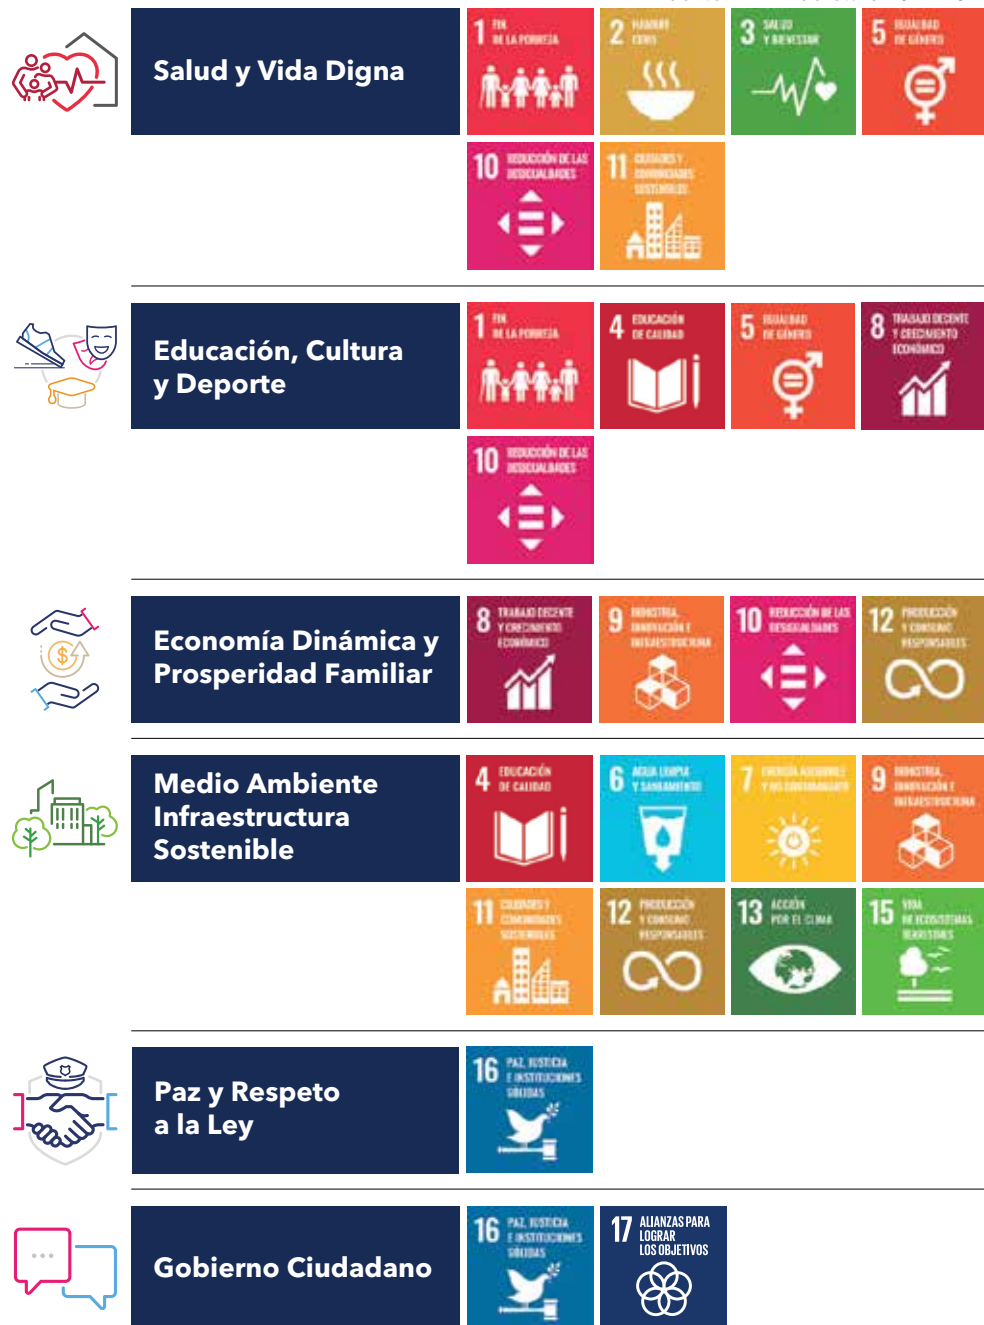 Salud y Vida Digna
1 FIN
DE LA POBREZA
2 HAMBRE
CERO
3 SALUD
Y BIENESTAR
5 IGUALDAD
DE GÉNERO
10 REDUCCIÓN DE LAS
DESIGUALDADES
11 CIUDADES Y
COMUNIDADES
SOSTENIBLES
Educación, Cultura
y Deporte
1 FIN
DE LA POBREZA
4 EDUCACIÓN
DE CALIDAD
5 IGUALDAD
DE GÉNERO
8 TRABAJO DECENTE
Y CRECIMIENTO
ECONÓMICO
10 REDUCCIÓN DE LAS
DESIGUALDADES
Economía Dinámica y
Prosperidad Familiar
8 TRABAJO DECENTE
Y CRECIMIENTO
ECONÓMICO
9 INDUSTRIA,
INNOVACIÓN E
INFRAESTRUCTURA
10 REDUCCIÓN DE LAS
DESIGUALDADES
12 PRODUCCIÓN
Y CONSUMO
RESPONSABLES
Medio Ambiente
Infraestructura
Sostenible
4 EDUCACIÓN
DE CALIDAD
6 AGUA LIMPIA
Y SANEAMIENTO
7 ENERGÍA ASEQUIBLE
Y NO CONTAMINANTE
9 INDUSTRIA,
INNOVACIÓN E
INFRAESTRUCTURA
11 CIUDADES Y
COMUNIDADES
SOSTENIBLES
12 PRODUCCIÓN
Y CONSUMO
RESPONSABLES
13 ACCIÓN
POR EL CLIMA
15 VIDA
DE ECOSISTEMAS
TERRESTRES
Paz y Respeto
a la Ley
16 PAZ, JUSTICIA
E INSTITUCIONES
SÓLIDAS
Gobierno Ciudadano
16 PAZ, JUSTICIA
E INSTITUCIONES
SÓLIDAS
17 ALIANZAS PARA
LOGRAR
LOS OBJETIVOS